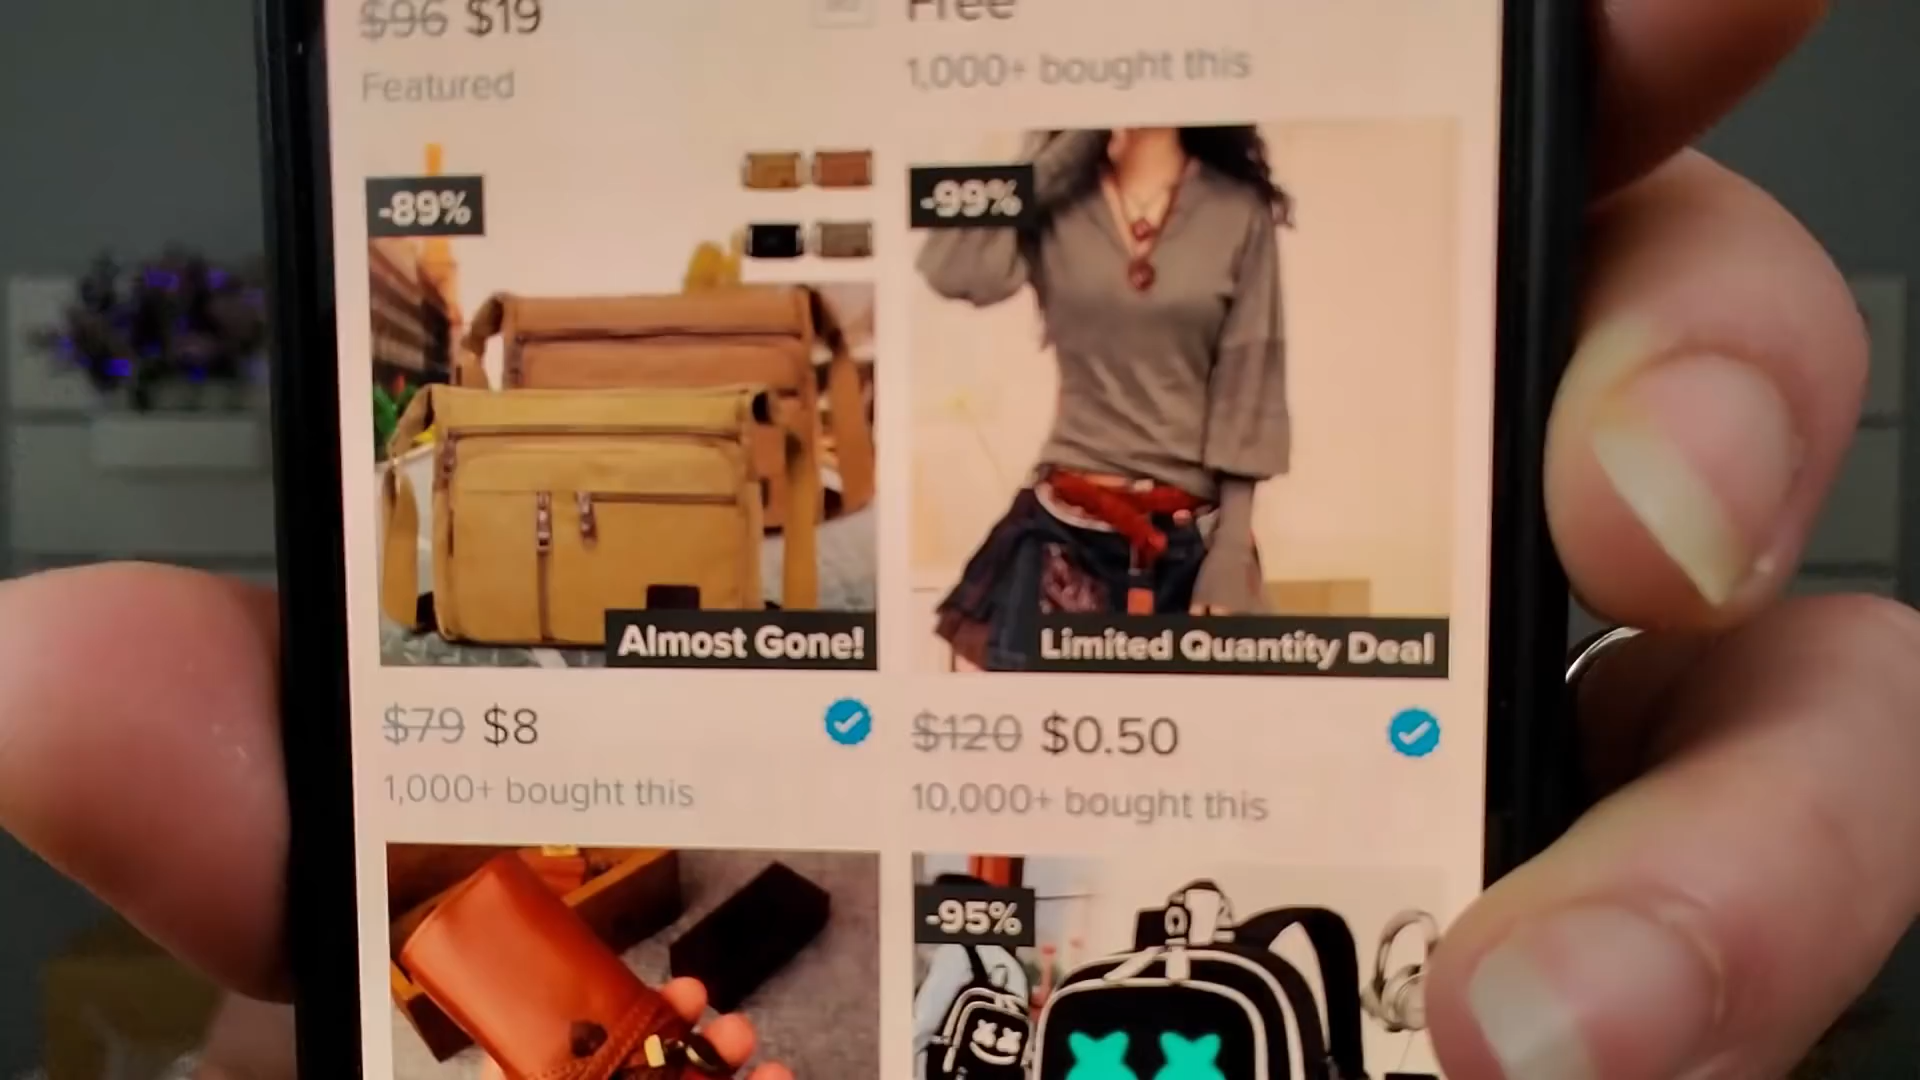 $96 $19
Featured
Free
1,000+ bought this
-89%
Almost Gone!
$79 $8
1,000+ bought this
-99%
Limited Quantity Deal
$120 $0.50
10,000+ bought this
-95%